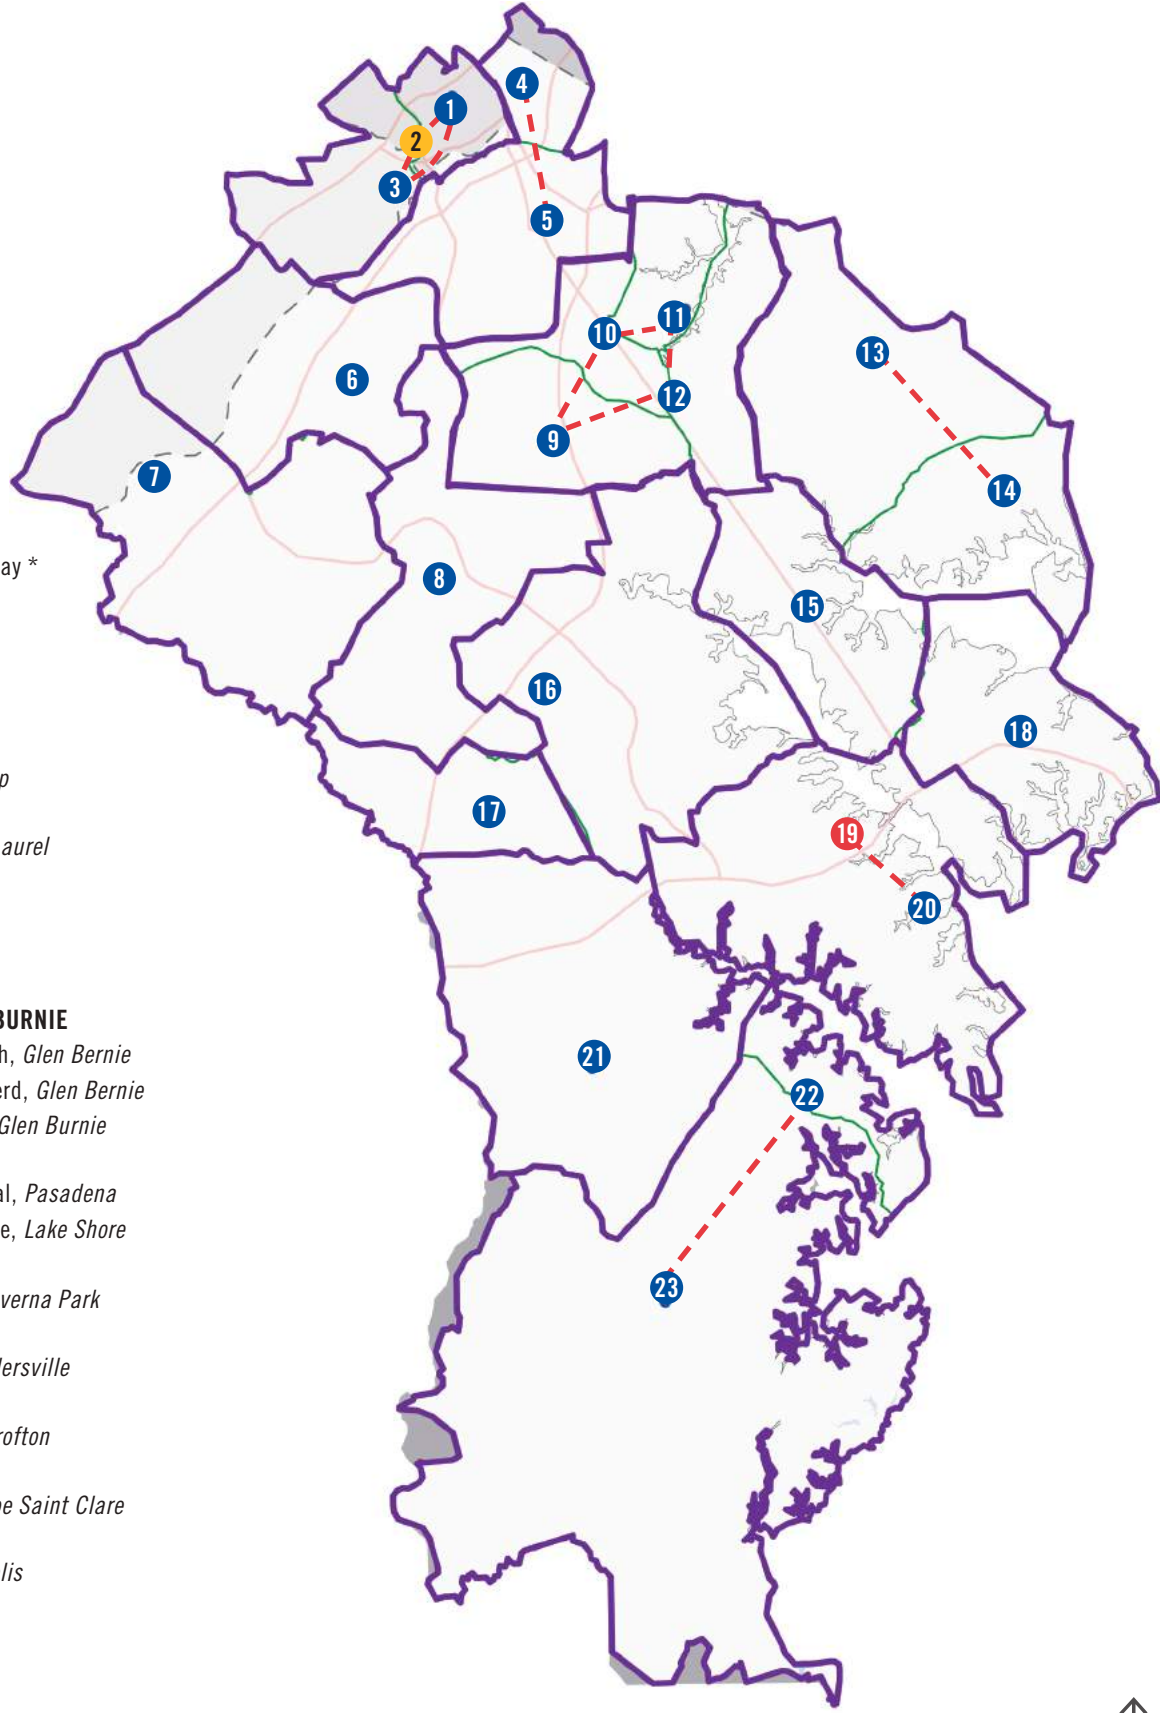 ay *
p
aurel
BURNIE
h, Glen Bernie
erd, Glen Bernie
Glen Burnie
al, Pasadena
e, Lake Shore
verna Park
lersville
rofton
pe Saint Clare
lis
1
2
3
4
5
6
7
8
9
10
11
12
13
14
15
16
17
18
19
20
21
22
23